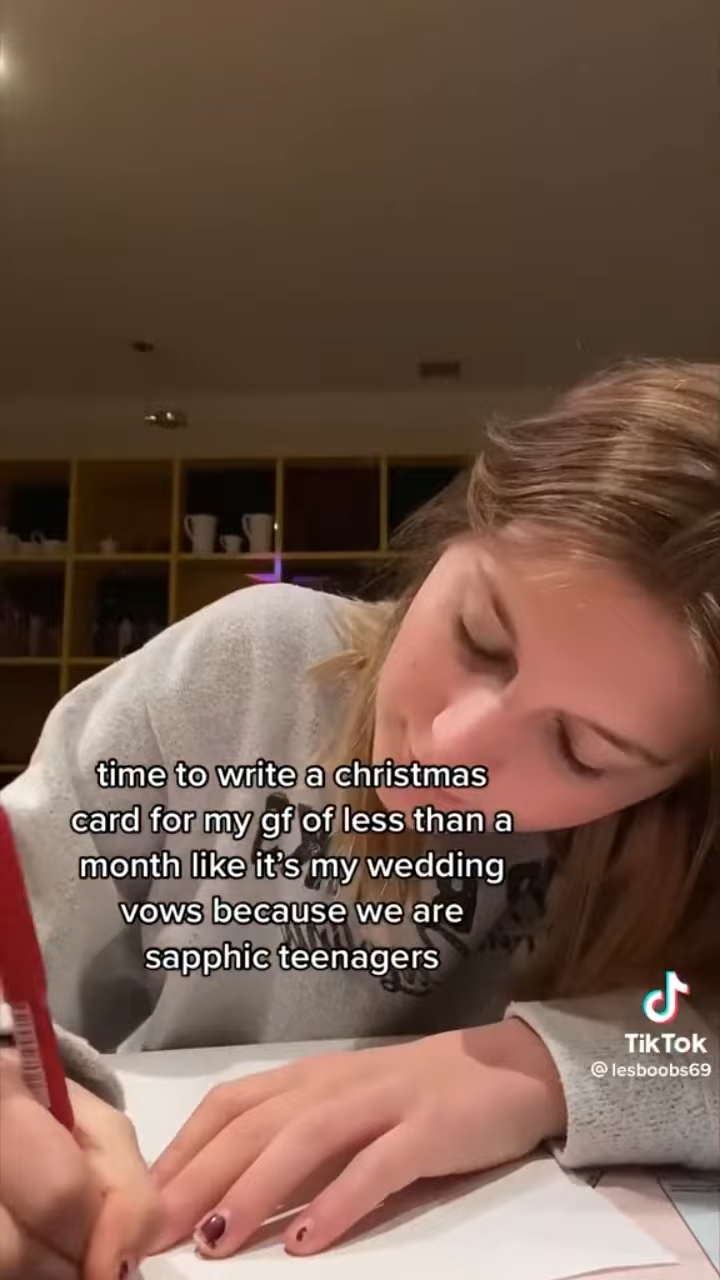 time to write a christmas
card for my gf of less than a
month like it's my wedding
vows because we are
sapphic teenagers
TikTok
@lesboobs69